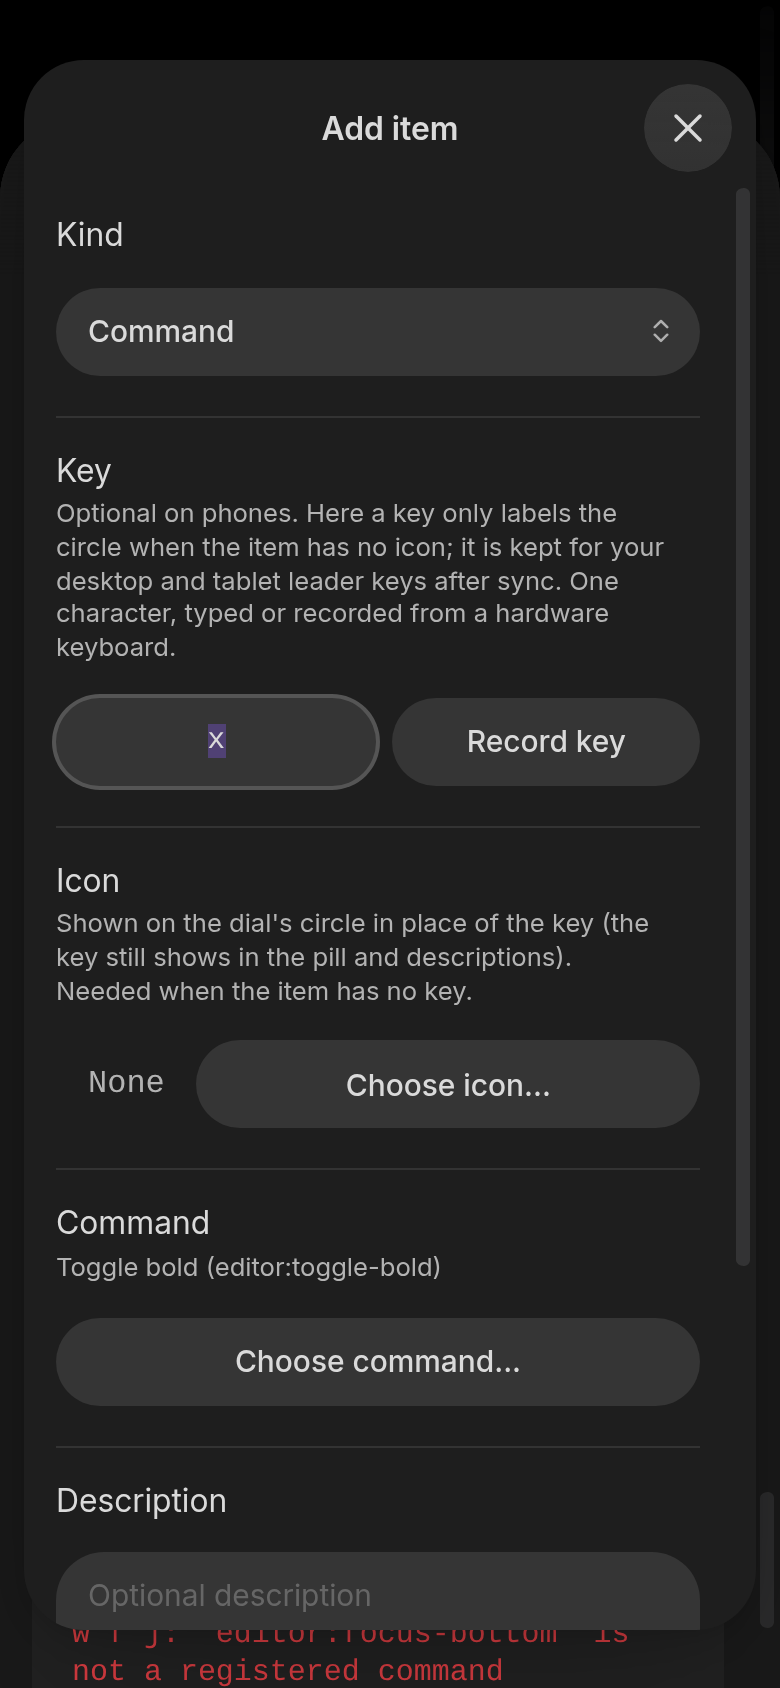 Add item
Kind
Command
Key
Optional on phones. Here a key only labels the
circle when the item has no icon; it is kept for your
desktop and tablet leader keys after sync. One
character, typed or recorded from a hardware
keyboard.
x
Record key
Icon
Shown on the dial's circle in place of the key (the
key still shows in the pill and descriptions).
Needed when the item has no key.
None
Choose icon...
Command
Toggle bold (editor:toggle-bold)
Choose command...
Description
Optional description
w f j: editor:focus-bottom is
not a registered command